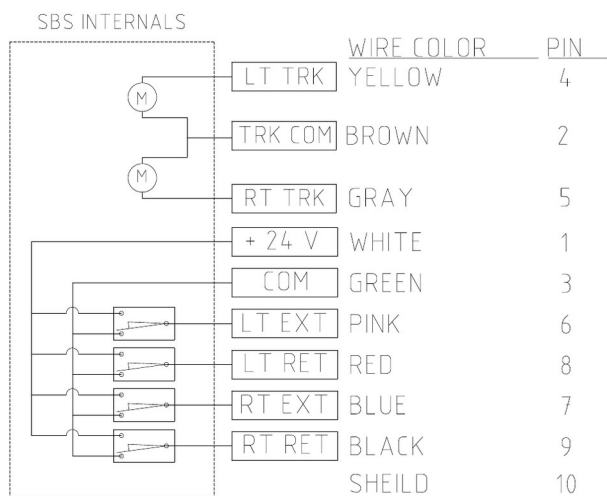 SBS INTERNALS
WIRE COLOR PIN
M
LT TRK YELLOW 4
TRK COM BROWN 2
M
RT TRK GRAY 5
+ 24 V WHITE 1
COM GREEN 3
LT EXT PINK 6
LT RET RED 8
RT EXT BLUE 7
RT RET BLACK 9
SHEILD 10